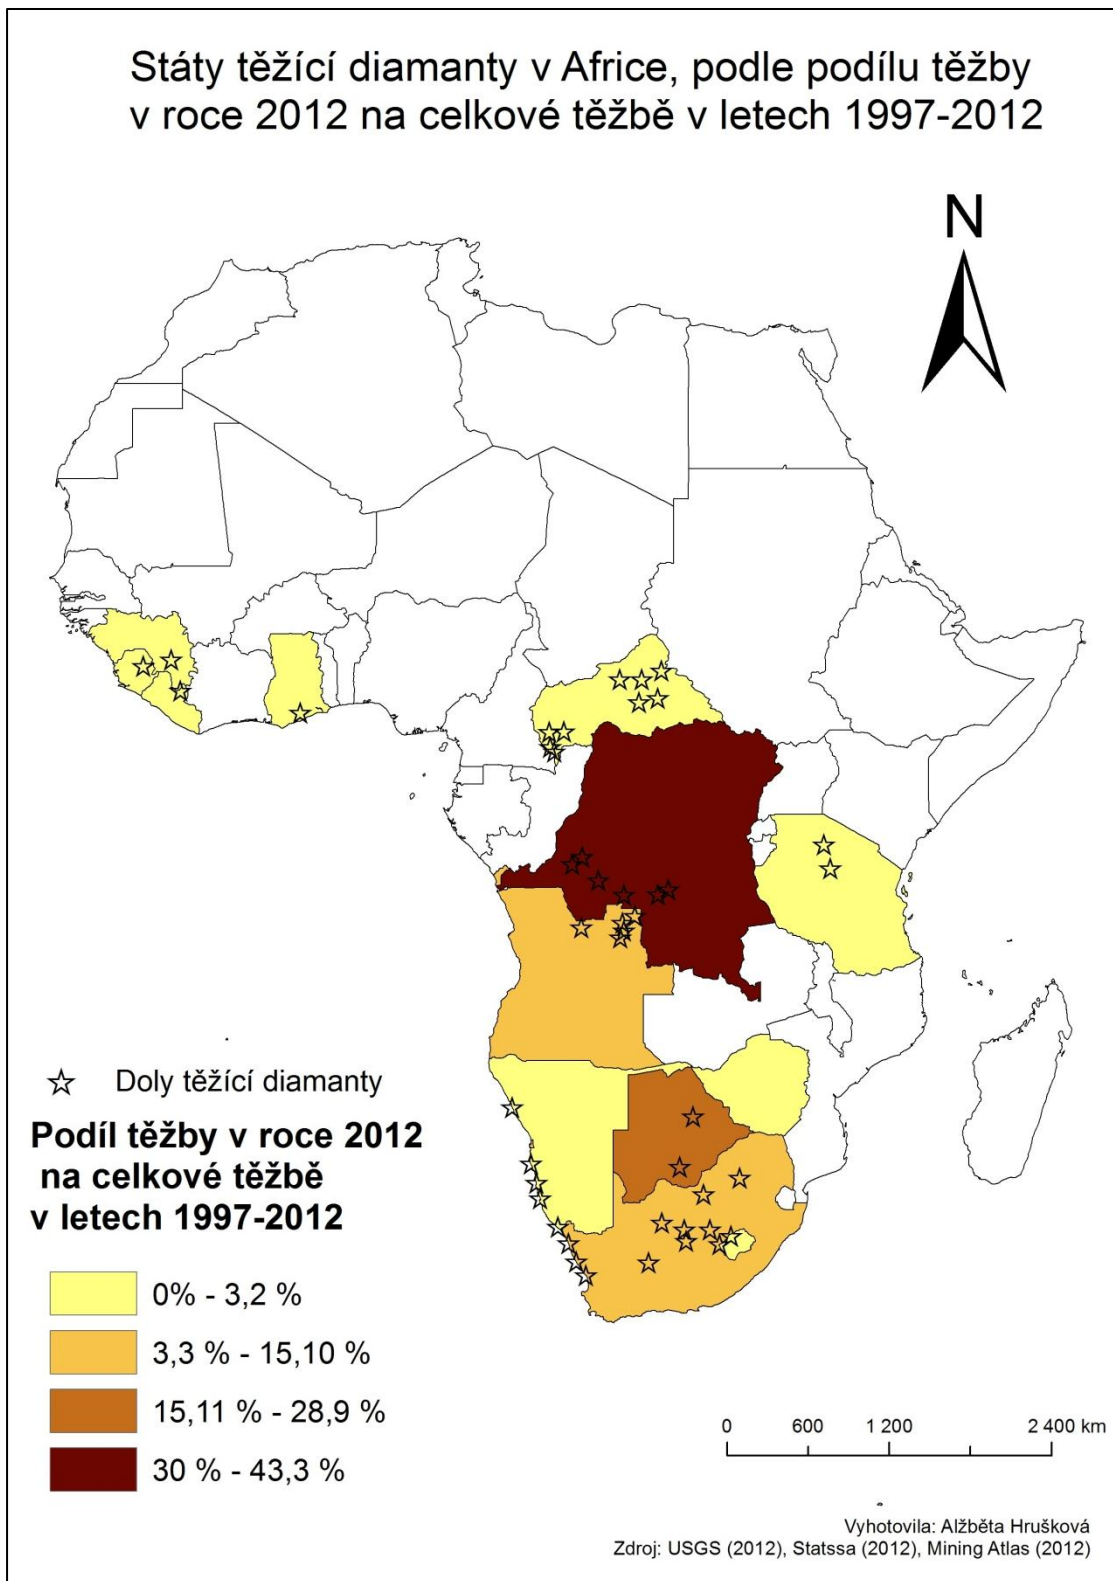 Státy těžící diamanty v Africe, podle podílu těžby
v roce 2012 na celkové těžbě v letech 1997-2012
N
Doly těžící diamanty
Podíl těžby v roce 2012
na celkové těžbě
v letech 1997-2012
0% - 3,2 %
3,3 % - 15,10 %
15,11 % - 28,9 %
30 % - 43,3 %
0 600 1 200 2 400 km
Vyhotovila: Alžběta Hrušková
Zdroj: USGS (2012), Statssa (2012), Mining Atlas (2012)